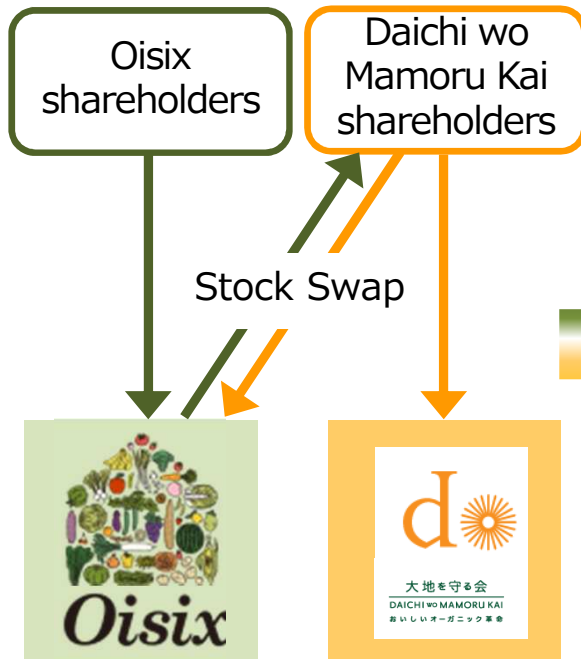 Oisix
shareholders
Daichi wo
Mamoru Kai
shareholders
Stock Swap
Oisix
do
大地を守る会
DAICHI WO MAMORU KAI
おいしいオーガニック革命